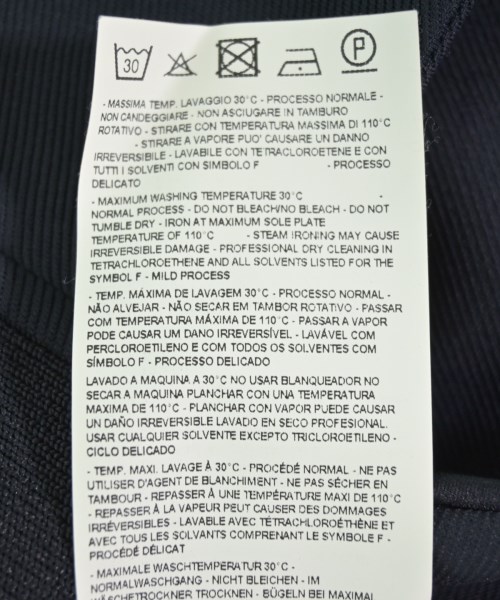 30
P
- MASSIMA TEMP. LAVAGGIO 30°C - PROCESSO NORMALE -
NON CANDEGGIARE - NON ASCIUGARE IN TAMBURO
ROTATIVO - STIRARE CON TEMPERATURA MASSIMA DI 110°C
- STIRARE A VAPORE PUO' CAUSARE UN DANNO
IRREVERSIBILE - LAVABILE CON TETRACLOROETENE E CON
TUTTI I SOLVENTI CON SIMBOLO F - PROCESSO
DELICATO
- MAXIMUM WASHING TEMPERATURE 30°C -
NORMAL PROCESS - DO NOT BLEACH/NO BLEACH - DO NOT
TUMBLE DRY - IRON AT MAXIMUM SOLE PLATE
TEMPERATURE OF 110°C - STEAM IRONING MAY CAUSE
IRREVERSIBLE DAMAGE - PROFESSIONAL DRY CLEANING IN
TETRACHLOROETHENE AND ALL SOLVENTS LISTED FOR THE
SYMBOL F - MILD PROCESS
- TEMP. MÁXIMA DE LAVAGEM 30°C - PROCESSO NORMAL -
NÃO ALVEJAR - NÃO SECAR EM TAMBOR ROTATIVO - PASSAR
COM TEMPERATURA MÁXIMA DE 110°C - PASSAR A VAPOR
PODE CAUSAR UM DANO IRREVERSÍVEL - LAVÁVEL COM
PERCLOROETILENO E COM TODOS OS SOLVENTES COM
SÍMBOLO F - PROCESSO DELICADO
LAVADO A MAQUINA A 30°C NO USAR BLANQUEADOR NO
SECAR A MAQUINA PLANCHAR CON UNA TEMPERATURA
MAXIMA DE 110°C - PLANCHAR CON VAPOR PUEDE CAUSAR
UN DAÑO IRREVERSIBLE LAVADO EN SECO PROFESIONAL.
USAR CUALQUIER SOLVENTE EXCEPTO TRICLOROETILENO -
CICLO DELICADO
- TEMP. MAXI. LAVAGE À 30°C - PROCÉDÉ NORMAL - NE PAS
UTILISER D'AGENT DE BLANCHIMENT - NE PAS SÉCHER EN
TAMBOUR - REPASSER À UNE TEMPÉRATURE MAXI DE 110°C
- REPASSER À LA VAPEUR PEUT CAUSER DES DOMMAGES
IRRÉVERSIBLES - LAVABLE AVEC TÉTRACHLOROÉTHÈNE ET
AVEC TOUS LES SOLVANTS COMPRENANT LE SYMBOLE F -
PROCÉDÉ DÉLICAT
- MAXIMALE WASCHTEMPERATUR 30°C -
NORMALWASCHGANG - NICHT BLEICHEN - IM
WÄSCHETROCKNER TROCKNEN - BÜGELN BEI MAXIMAL